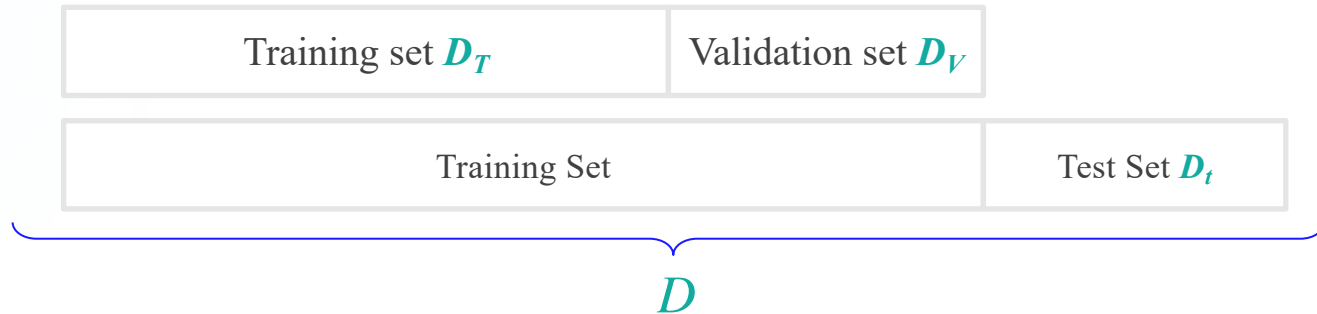 Training set D_T Validation set D_V
Training Set Test Set D_t
D